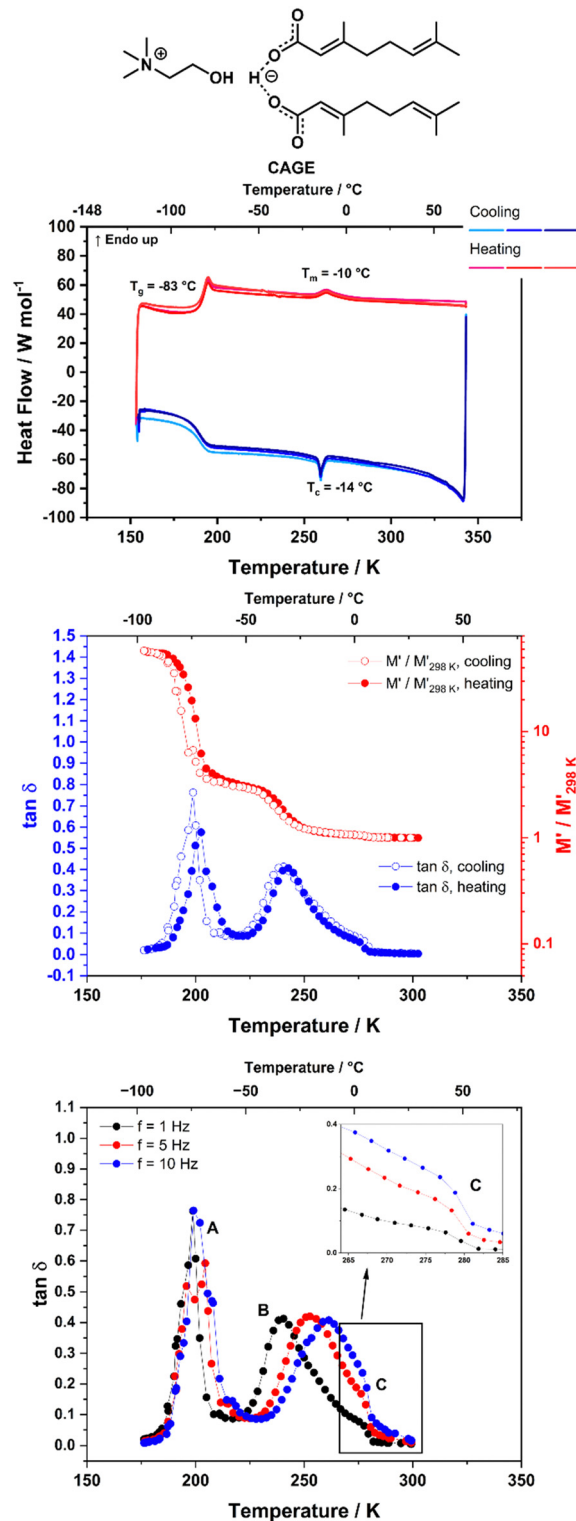 O
O
N
⊕
OH
H
⊖
O
O
CAGE
Temperature / °C
-148 -100 -50 0 50
↑ Endo up
Cooling
Heating
100
80
60
40
20
0
-20
-40
-60
-80
-100
Heat Flow / W mol-1
Tg = -83 °C
Tm = -10 °C
Tc = -14 °C
150 200 250 300 350
Temperature / K
Temperature / °C
-100 -50 0 50
1.5
1.4
1.3
1.2
1.1
1.0
0.9
0.8
0.7
0.6
0.5
0.4
0.3
0.2
0.1
0.0
-0.1
tan δ
M' / M'298 K, cooling
M' / M'298 K, heating
tan δ, cooling
tan δ, heating
10
1
0.1
M' / M'298 K
150 200 250 300 350
Temperature / K
Temperature / °C
−100 −50 0 50
1.1
1.0
0.9
0.8
0.7
0.6
0.5
0.4
0.3
0.2
0.1
0.0
tan δ
f = 1 Hz
f = 5 Hz
f = 10 Hz
A
B
C
0.4
0.2
0.0
C
265 270 275 280 285
150 200 250 300 350
Temperature / K